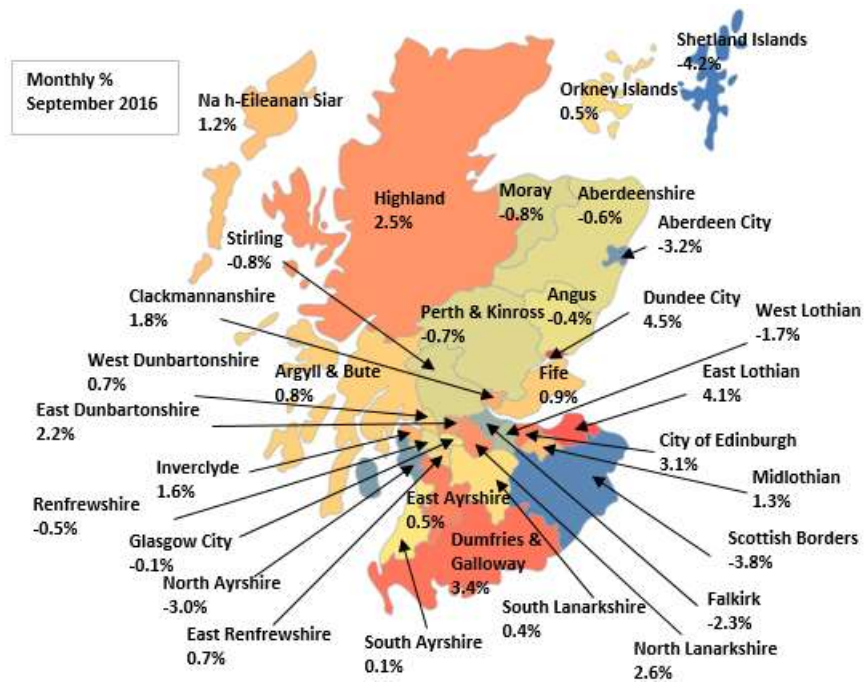 Monthly %
September 2016
Shetland Islands
-4.2%
Orkney Islands
0.5%
Na h-Eileanan Siar
1.2%
Highland
2.5%
Moray
-0.8%
Aberdeenshire
-0.6%
Aberdeen City
-3.2%
Stirling
-0.8%
Clackmannanshire
1.8%
Perth & Kinross
-0.7%
Angus
-0.4%
Dundee City
4.5%
West Lothian
-1.7%
West Dunbartonshire
0.7%
Argyll & Bute
0.8%
Fife
0.9%
East Lothian
4.1%
East Dunbartonshire
2.2%
City of Edinburgh
3.1%
Inverclyde
1.6%
Midlothian
1.3%
Renfrewshire
-0.5%
East Ayrshire
0.5%
Glasgow City
-0.1%
Dumfries &
Galloway
3.4%
Scottish Borders
-3.8%
North Ayrshire
-3.0%
South Lanarkshire
0.4%
Falkirk
-2.3%
East Renfrewshire
0.7%
South Ayrshire
0.1%
North Lanarkshire
2.6%